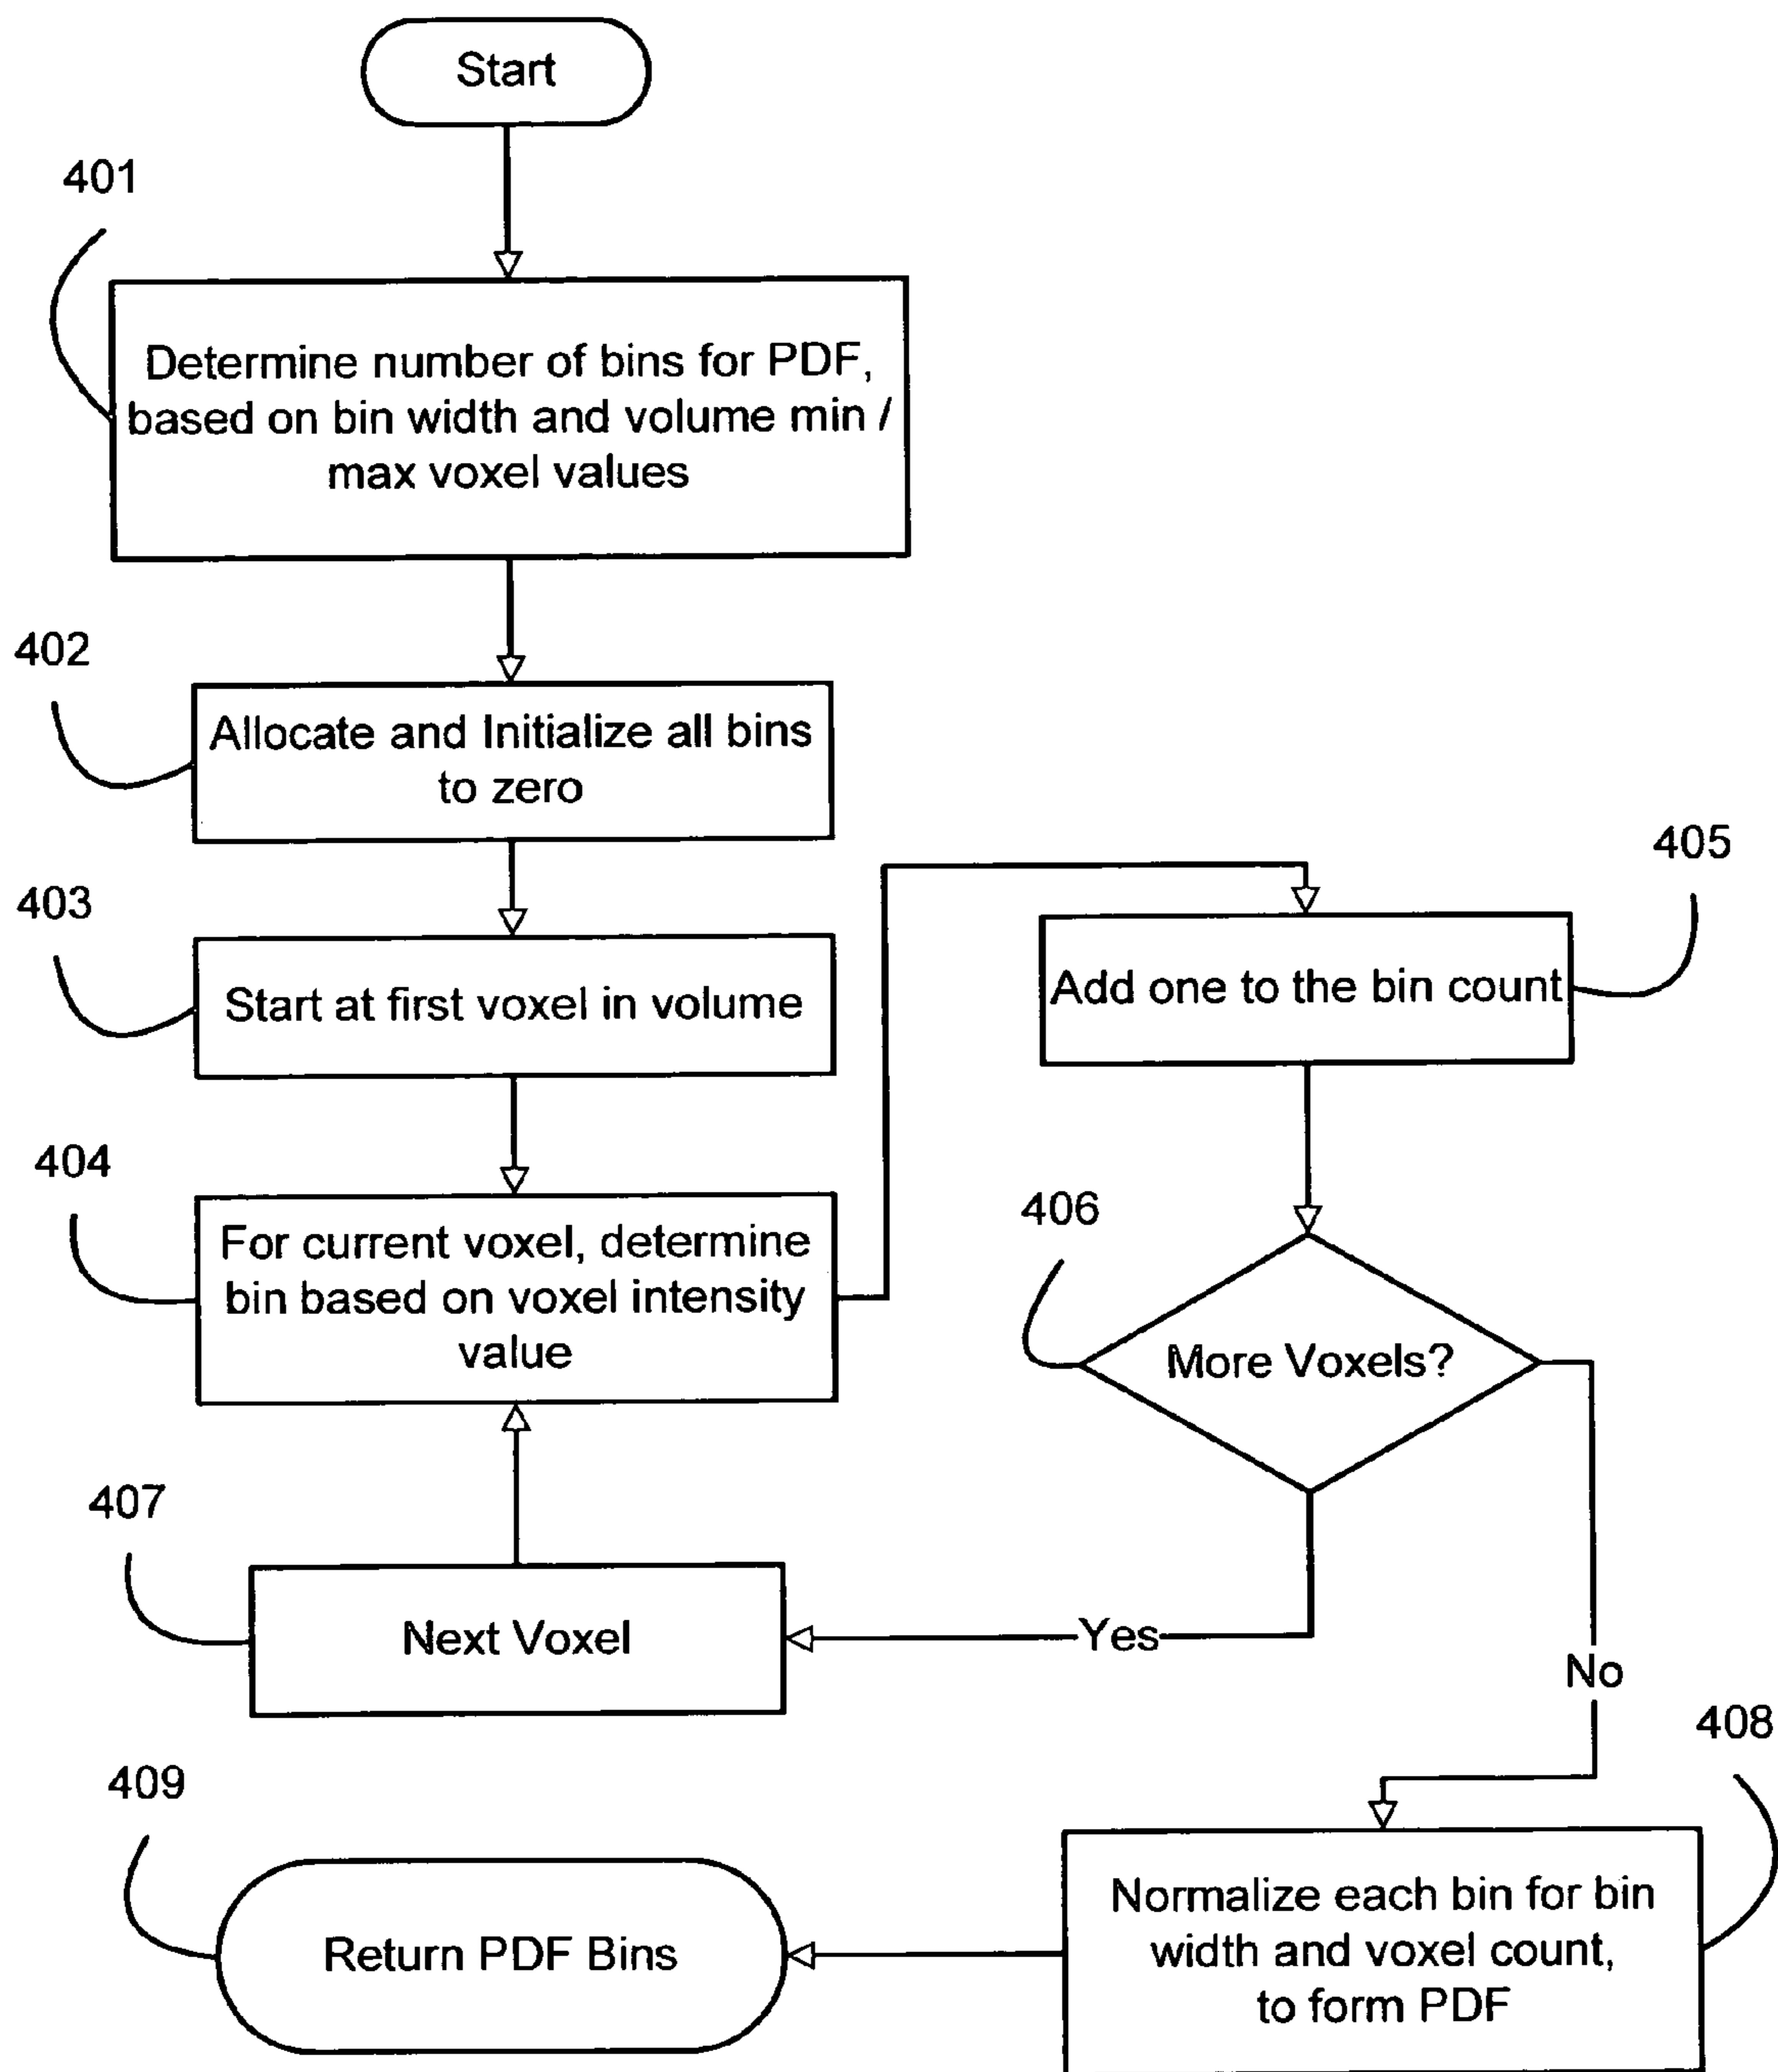 Start
401
Determine number of bins for PDF,
based on bin width and volume min /
max voxel values
402
Allocate and Initialize all bins
to zero
403
Start at first voxel in volume
404
For current voxel, determine
bin based on voxel intensity
value
405
Add one to the bin count
406
More Voxels?
407
Next Voxel
Yes
No
408
Normalize each bin for bin
width and voxel count,
to form PDF
409
Return PDF Bins